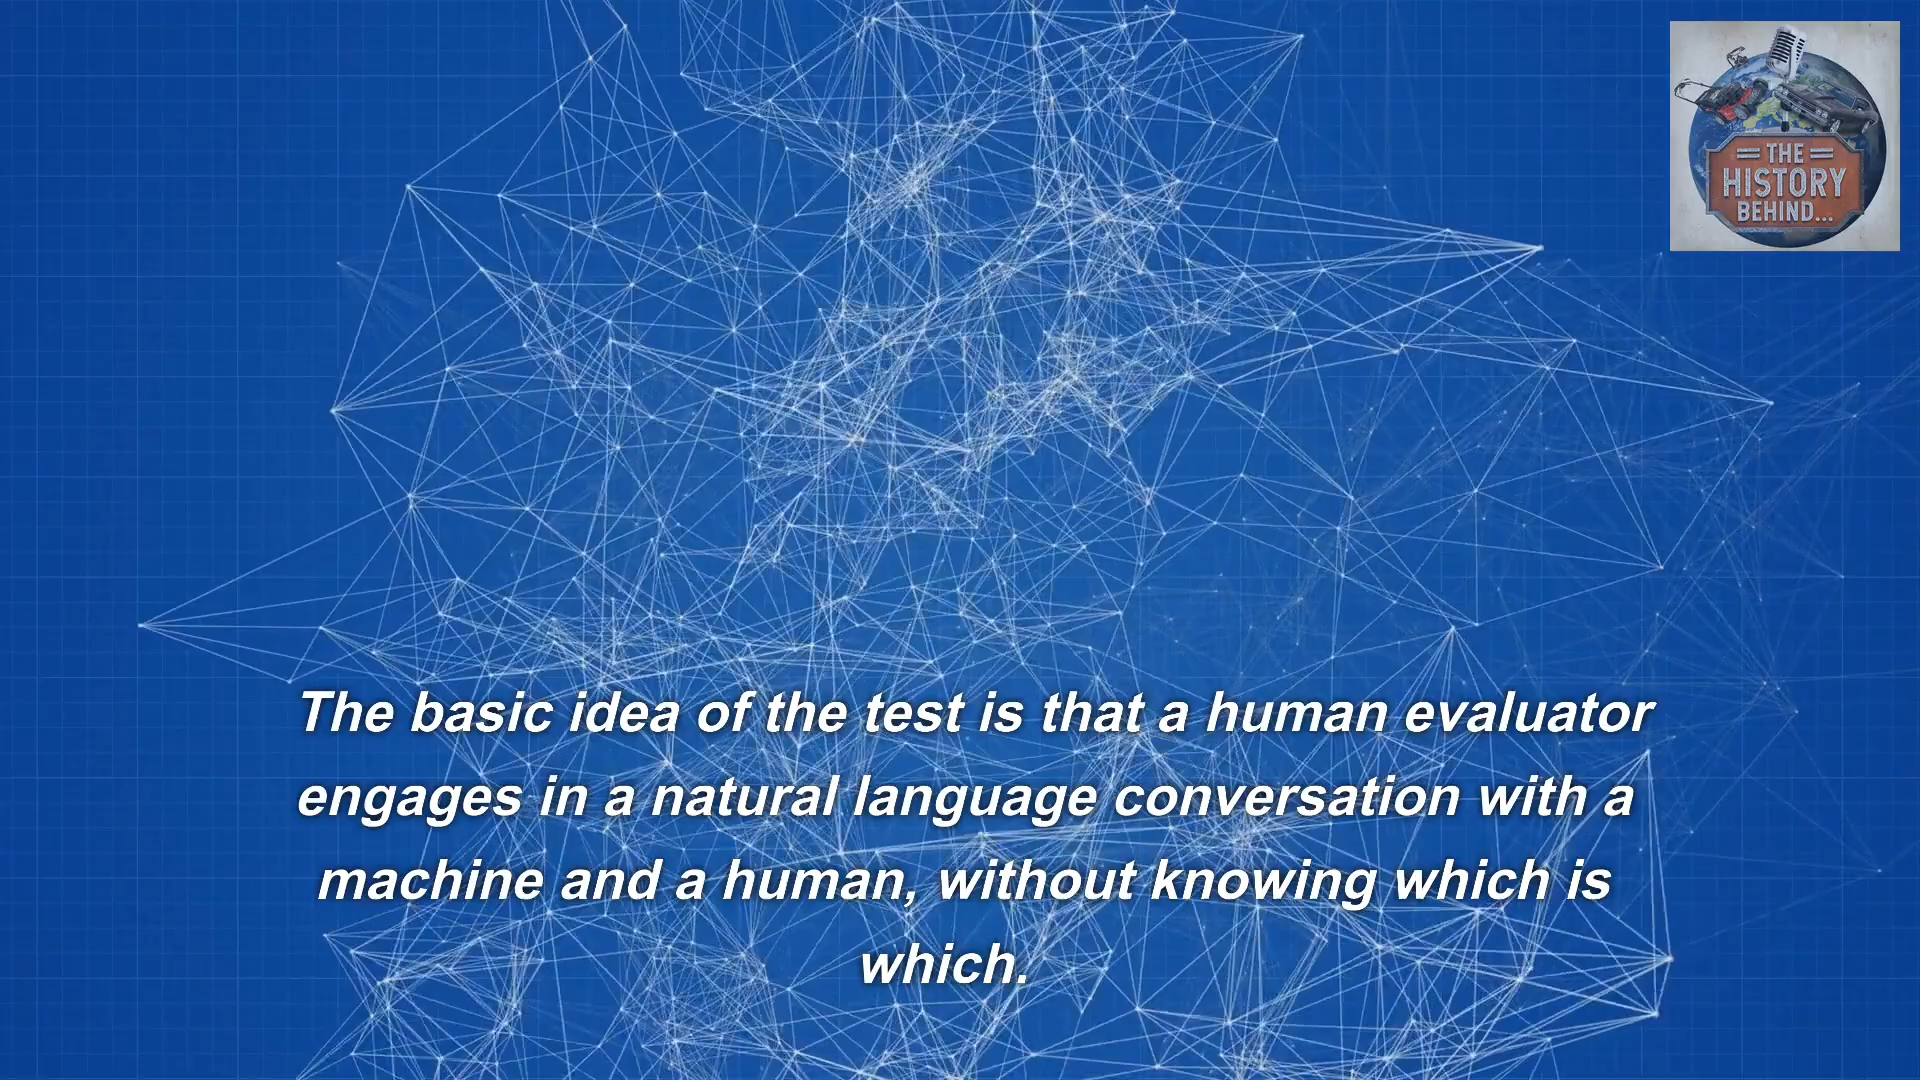 THE
HISTORY
BEHIND...
The basic idea of the test is that a human evaluator
engages in a natural language conversation with a
machine and a human, without knowing which is
which.